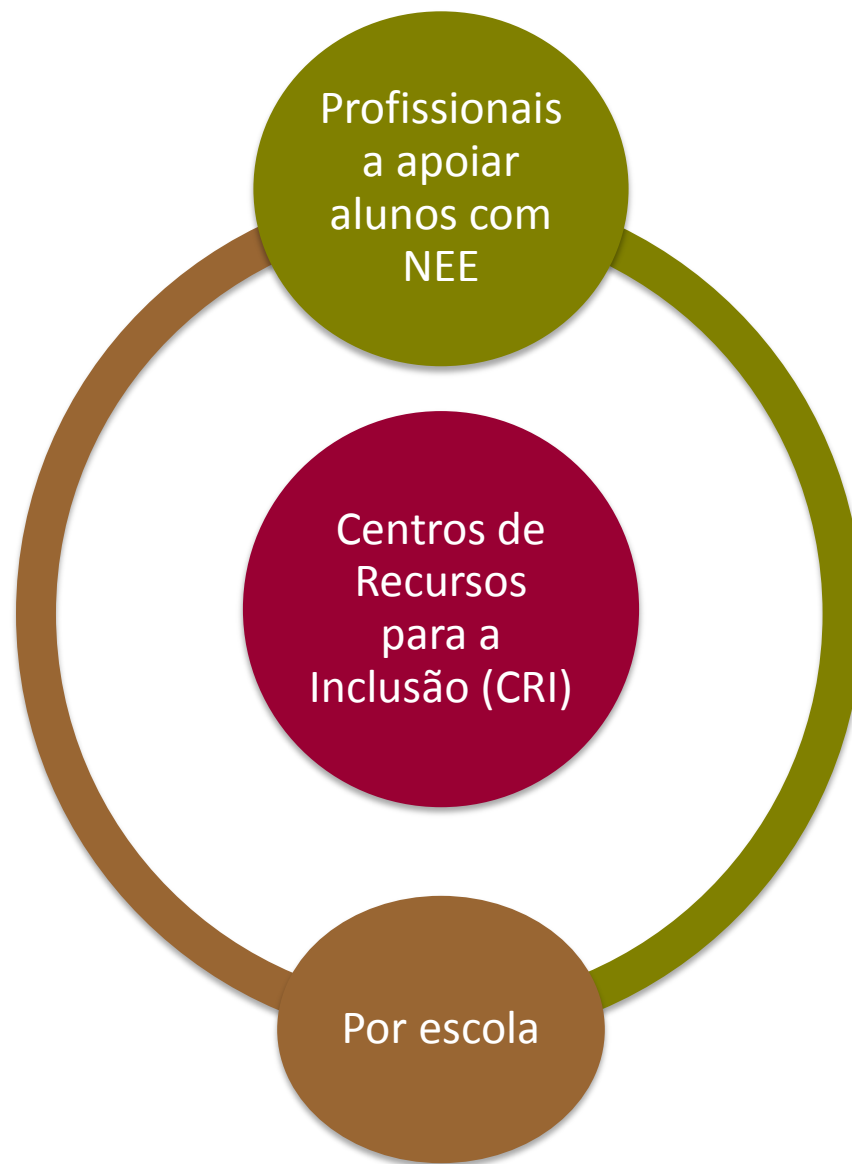 Profissionais
a apoiar
alunos com
NEE
Centros de
Recursos
para a
Inclusão (CRI)
Por escola